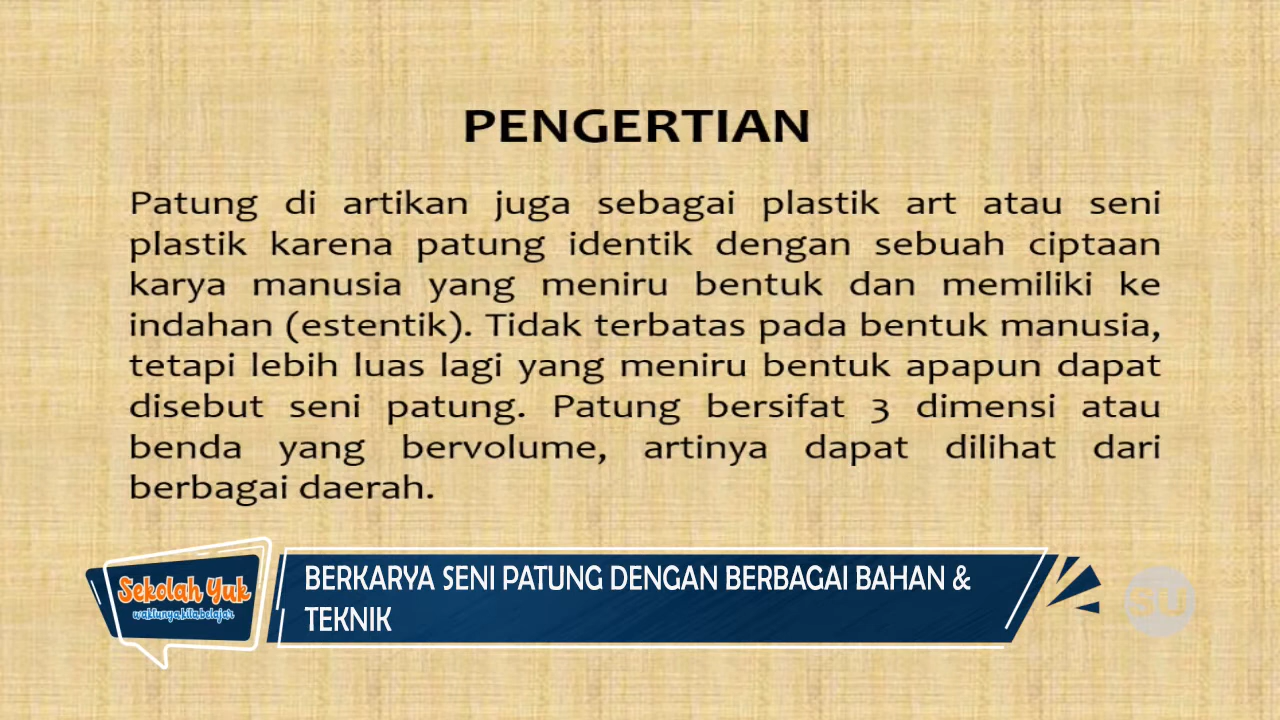 PENGERTIAN
Patung di artikan juga sebagai plastik art atau seni
plastik karena patung identik dengan sebuah ciptaan
karya manusia yang meniru bentuk dan memiliki ke
indahan (estentik). Tidak terbatas pada bentuk manusia,
tetapi lebih luas lagi yang meniru bentuk apapun dapat
disebut seni patung. Patung bersifat 3 dimensi atau
benda yang bervolume, artinya dapat dilihat dari
berbagai daerah.
Sekolah Yuk
waktunya.kita.belajar
BERKARYA SENI PATUNG DENGAN BERBAGAI BAHAN &
TEKNIK
SU